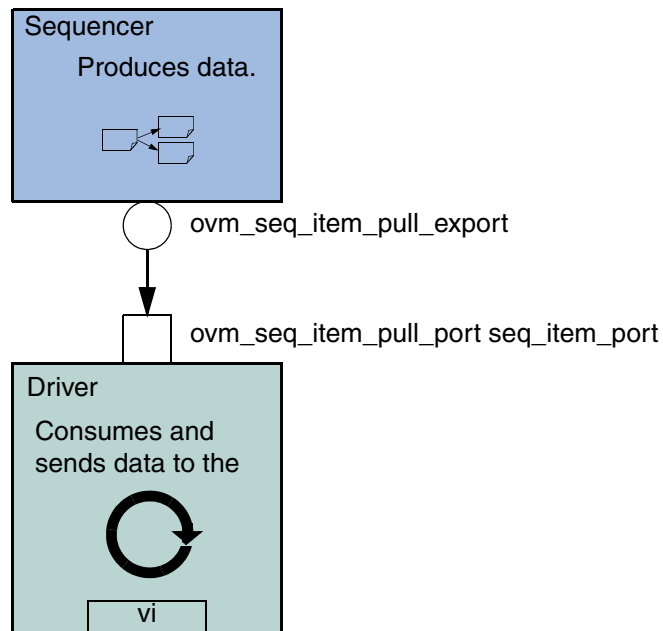 Sequencer
Produces data.
ovm_seq_item_pull_export
ovm_seq_item_pull_port seq_item_port
Driver
Consumes and
sends data to the
vi